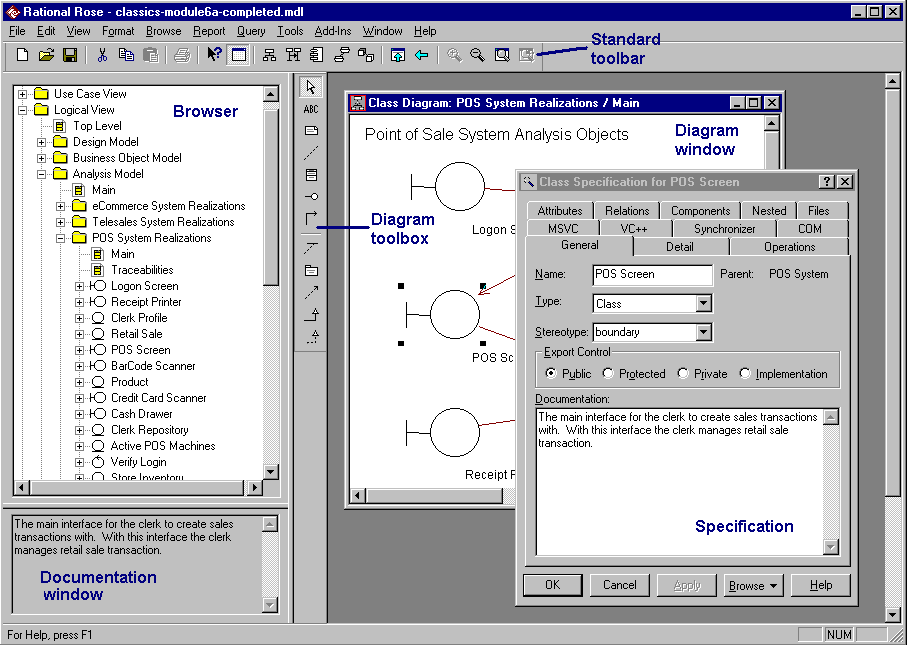 Rational Rose - classics-module6a-completed.mdl
File Edit View Format Browse Report Query Tools Add-Ins Window Help
Standard
toolbar
Use Case View
Logical View
Top Level
Design Model
Business Object Model
Analysis Model
Main
eCommerce System Realizations
Telesales System Realizations
POS System Realizations
Main
Traceabilities
Logon Screen
Receipt Printer
Clerk Profile
Retail Sale
POS Screen
BarCode Scanner
Product
Credit Card Scanner
Cash Drawer
Clerk Repository
Active POS Machines
Verify Login
Store Inventory
Browser
The main interface for the clerk to create sales
transactions with. With this interface the clerk
manages retail sale transaction.
Documentation
window
ABC
Diagram
toolbox
Class Diagram: POS System Realizations / Main
Point of Sale System Analysis Objects
Diagram
window
Logon S
POS Sc
Receipt P
Class Specification for POS Screen
Attributes Relations Components Nested Files
MSVC VC++ Synchronizer COM
General Detail Operations
Name: POS Screen Parent: POS System
Type: Class
Stereotype: boundary
Export Control
Public Protected Private Implementation
Documentation:
The main interface for the clerk to create sales transactions
with. With this interface the clerk manages retail sale
transaction.
Specification
OK Cancel Apply Browse Help
For Help, press F1
NUM